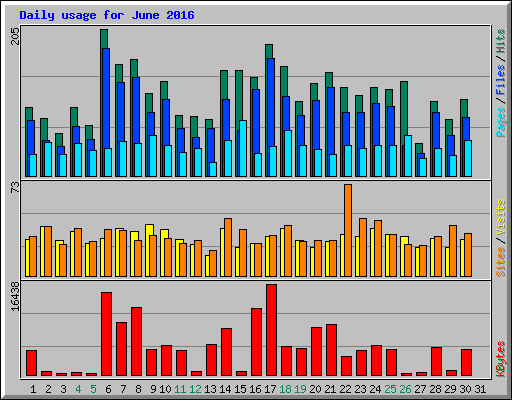 Daily usage for June 2016
205
Pages / Files / Hits
73
Sites / Visits
16438
KBytes
1 2 3 4 5 6 7 8 9 10 11 12 13 14 15 16 17 18 19 20 21 22 23 24 25 26 27 28 29 30 31